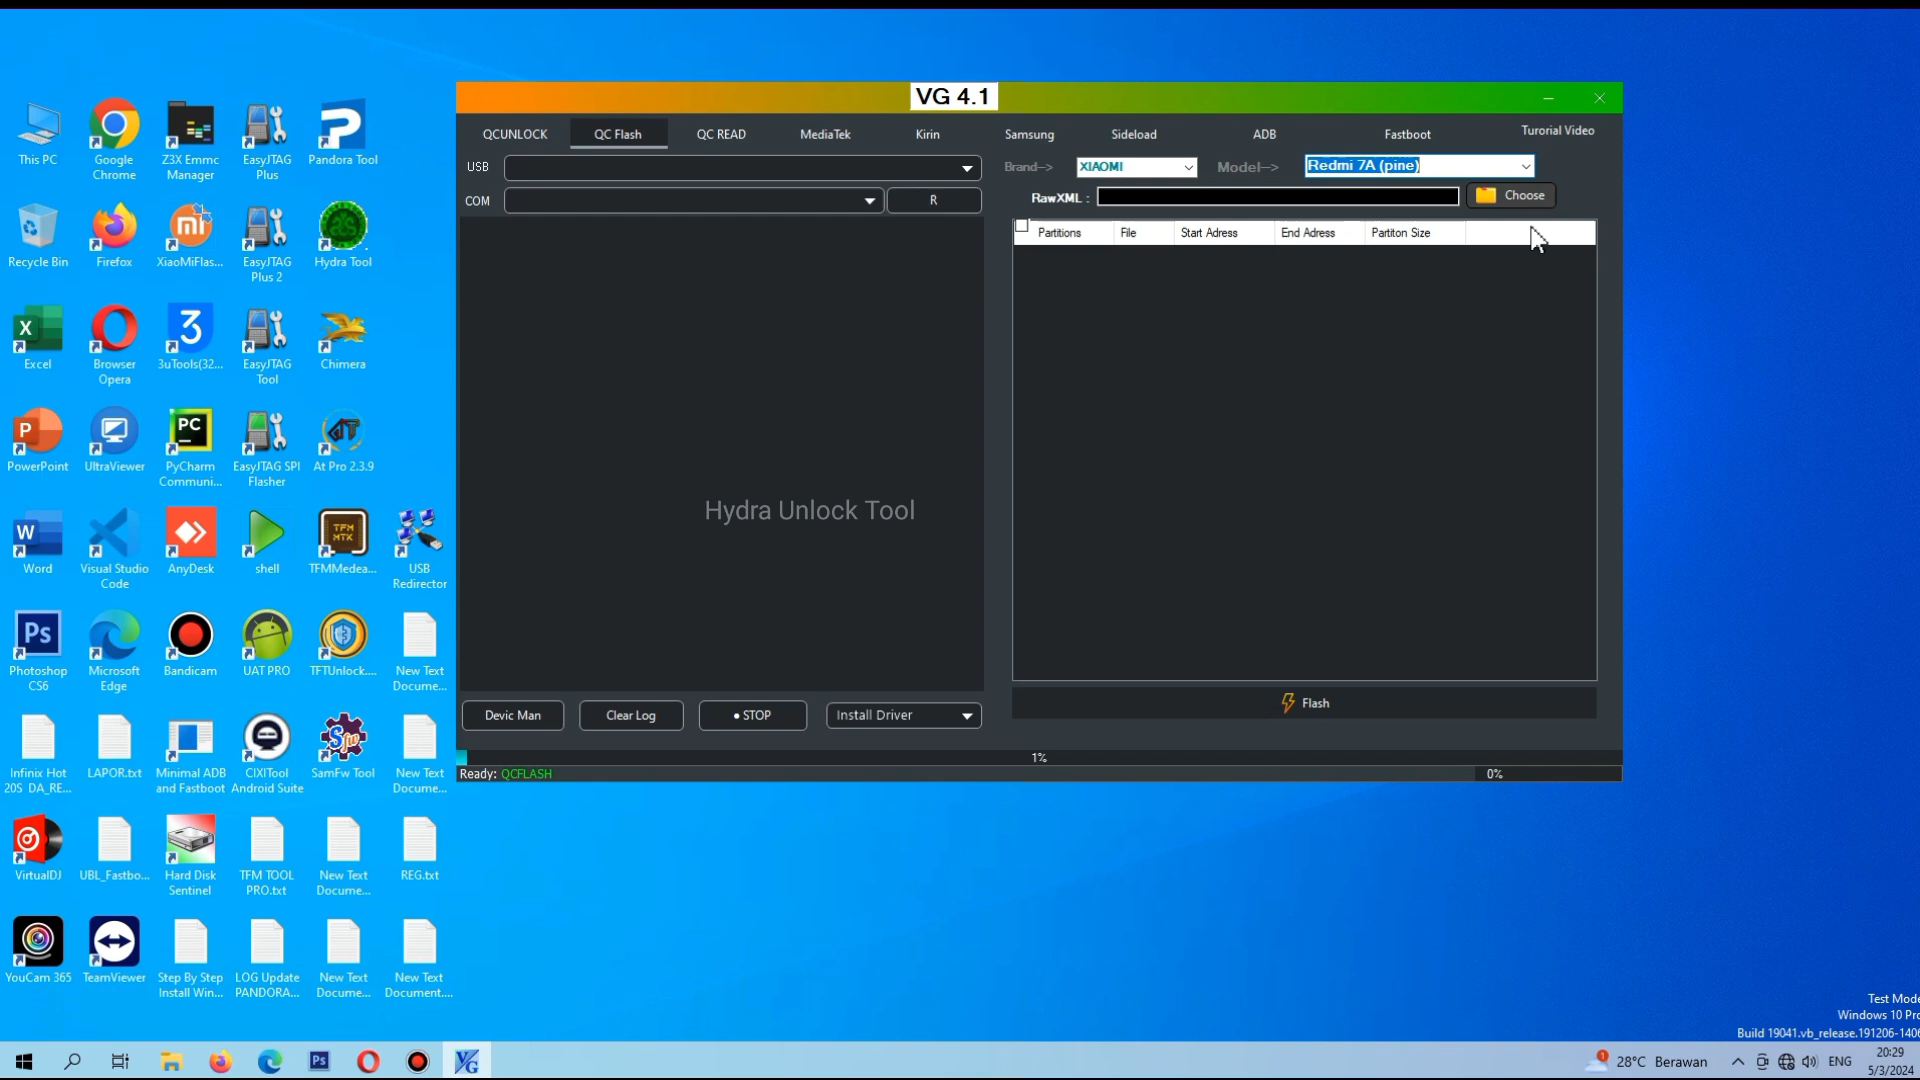 VG 4.1
QCUNLOCK QC Flash QC READ MediaTek Kirin Samsung Sideload ADB Fastboot Turorial Video
USB
Brand--> XIAOMI Model--> Redmi 7A (pine)
COM R
RawXML : Choose
Partitions File Start Adress End Adress Partiton Size
Hydra Unlock Tool
Flash
Devic Man Clear Log • STOP Install Driver
1%
Ready: QCFLASH 0%
This PC
Google
Chrome
Z3X Emmc
Manager
EasyJTAG
Plus
Pandora Tool
Recycle Bin
Firefox
XiaoMiFlas...
EasyJTAG
Plus 2
Hydra Tool
Excel
Browser
Opera
3uTools(32...
EasyJTAG
Tool
Chimera
PowerPoint
UltraViewer
PyCharm
Communi...
EasyJTAG SPI
Flasher
At Pro 2.3.9
Word
Visual Studio
Code
AnyDesk
shell
TFMMedea...
USB
Redirector
Photoshop
CS6
Microsoft
Edge
Bandicam
UAT PRO
TFTUnlock....
New Text
Docume...
Infinix Hot
20S DA_RE...
LAPOR.txt
Minimal ADB
and Fastboot
CIXITool
Android Suite
SamFw Tool
New Text
Docume...
VirtualDJ
UBL_Fastbo...
Hard Disk
Sentinel
TFM TOOL
PRO.txt
New Text
Docume...
REG.txt
YouCam 365
TeamViewer
Step By Step
Install Win...
LOG Update
PANDORA...
New Text
Docume...
New Text
Document....
Test Mode
Windows 10 Pro
Build 19041.vb_release.191206-1406
28°C Berawan ENG
20:29
5/3/2024